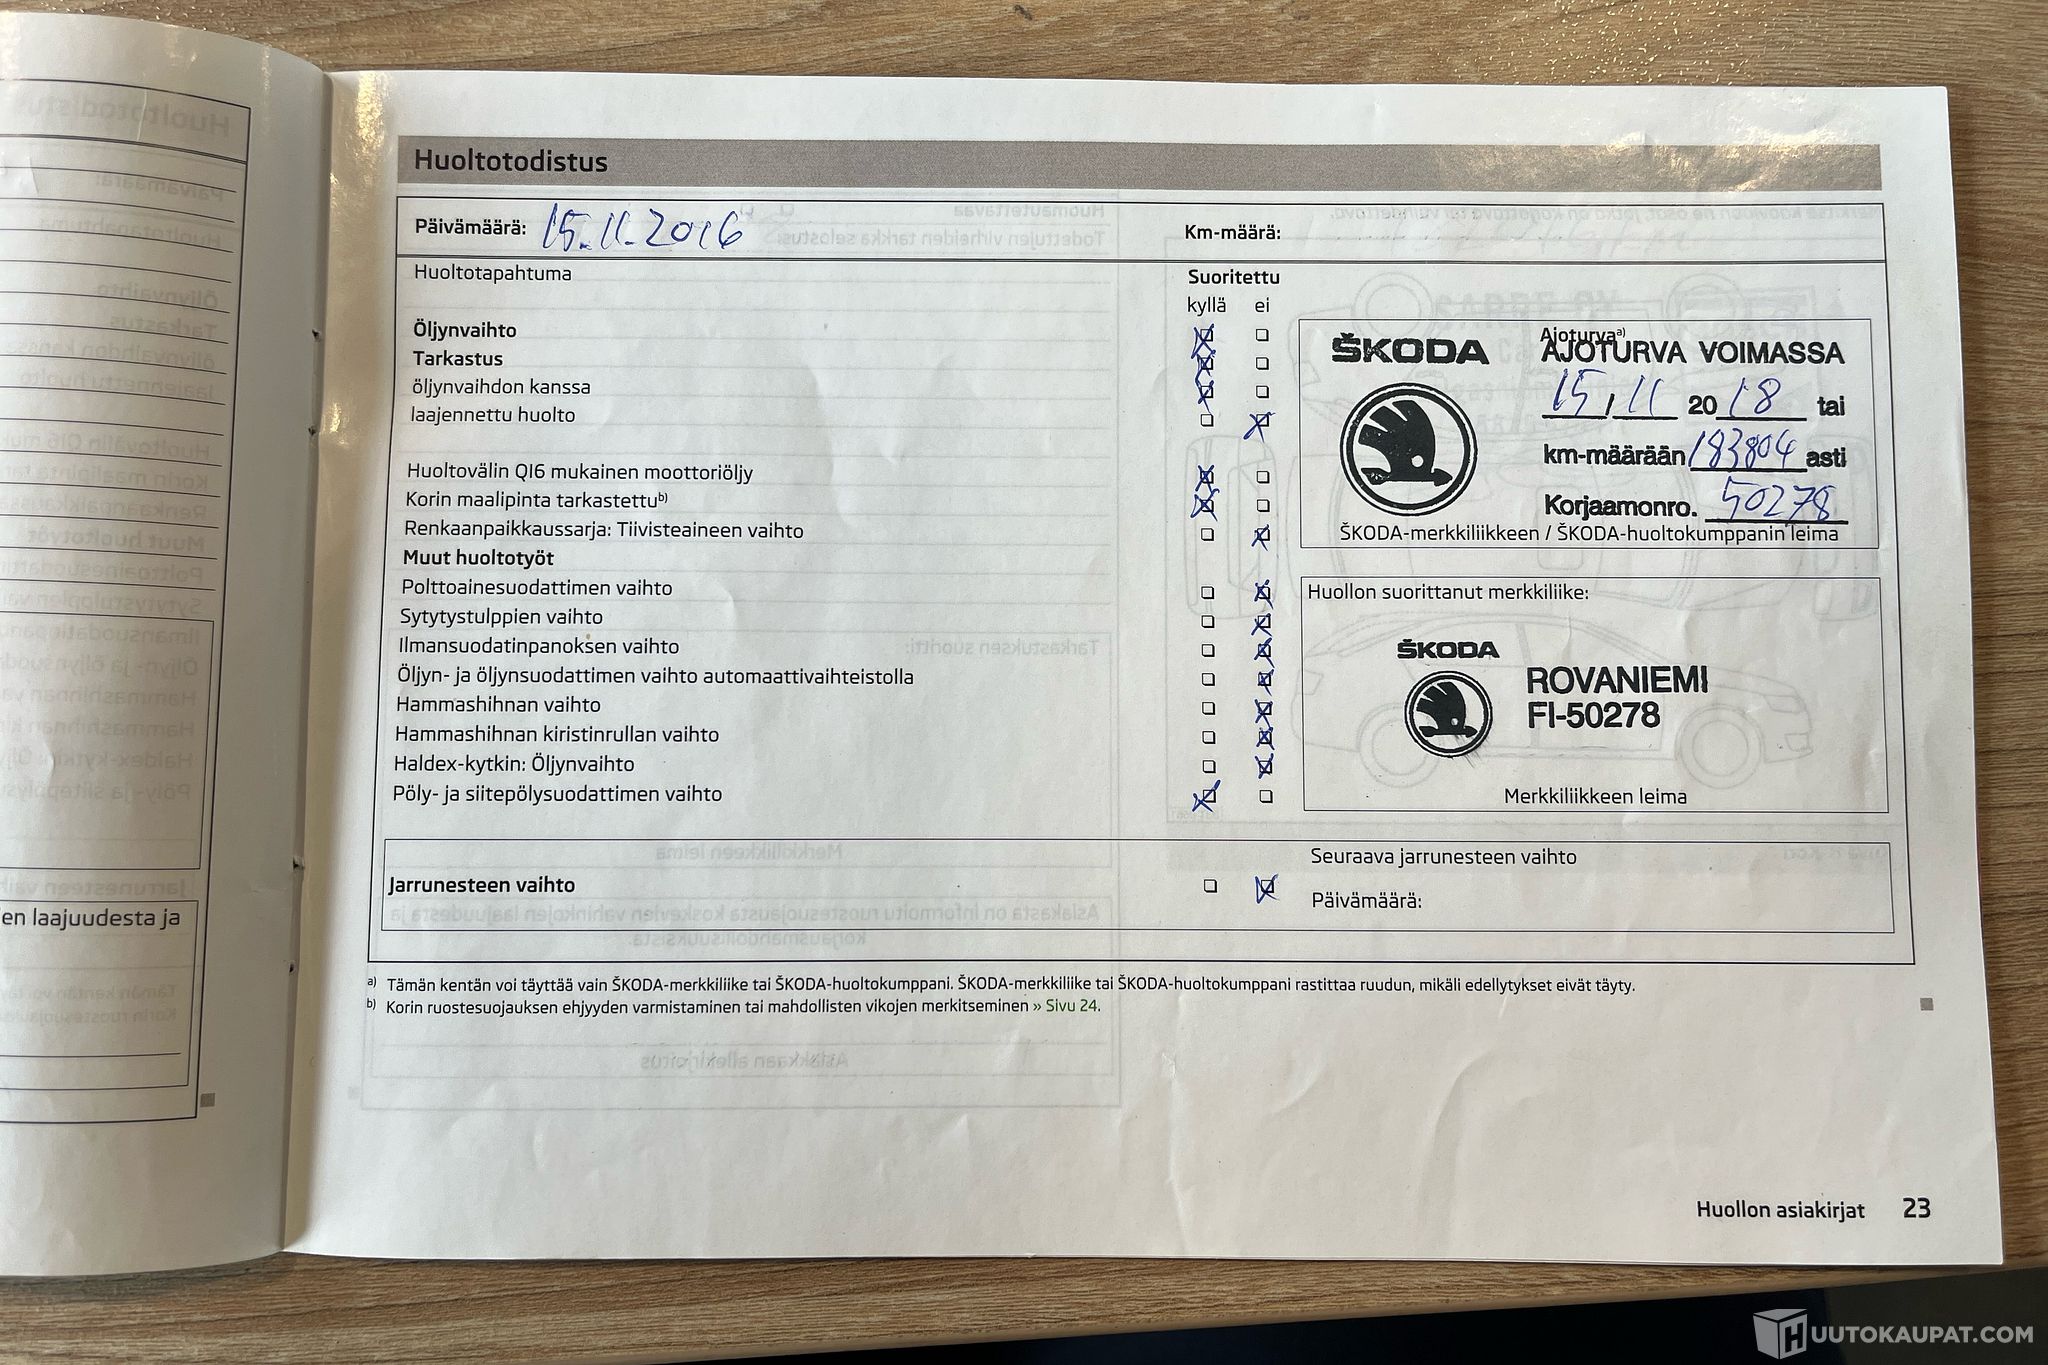 Huoltotodistus
Päivämäärä: 15.11.2016
Km-määrä:
Huoltotapahtuma
Suoritettu
kyllä ei
Öljynvaihto
Tarkastus
öljynvaihdon kanssa
laajennettu huolto
Huoltovälin QI6 mukainen moottoriöljy
Korin maalipinta tarkastettu b)
Renkaanpaikkaussarja: Tiivisteaineen vaihto
Muut huoltotyöt
Polttoainesuodattimen vaihto
Sytytystulppien vaihto
Ilmansuodatinpanoksen vaihto
Öljyn- ja öljynsuodattimen vaihto automaattivaihteistolla
Hammashihnan vaihto
Hammashihnan kiristinrullan vaihto
Haldex-kytkin: Öljynvaihto
Pöly- ja siitepölysuodattimen vaihto
Ajoturva a)
ŠKODA
AJOTURVA VOIMASSA
15, 11 2018 tai
km-määrään 183804 asti
Korjaamonro. 50278
ŠKODA-merkkiliikkeen / ŠKODA-huoltokumppanin leima
Huollon suorittanut merkkiliike:
ŠKODA
ROVANIEMI
FI-50278
Merkkiliikkeen leima
Jarrunesteen vaihto
Seuraava jarrunesteen vaihto
Päivämäärä:
a) Tämän kentän voi täyttää vain ŠKODA-merkkiliike tai ŠKODA-huoltokumppani. ŠKODA-merkkiliike tai ŠKODA-huoltokumppani rastittaa ruudun, mikäli edellytykset eivät täyty.
b) Korin ruostesuojauksen ehjyyden varmistaminen tai mahdollisten vikojen merkitseminen » Sivu 24.
en laajuudesta ja
Huollon asiakirjat 23
HUUTOKAUPAT.COM